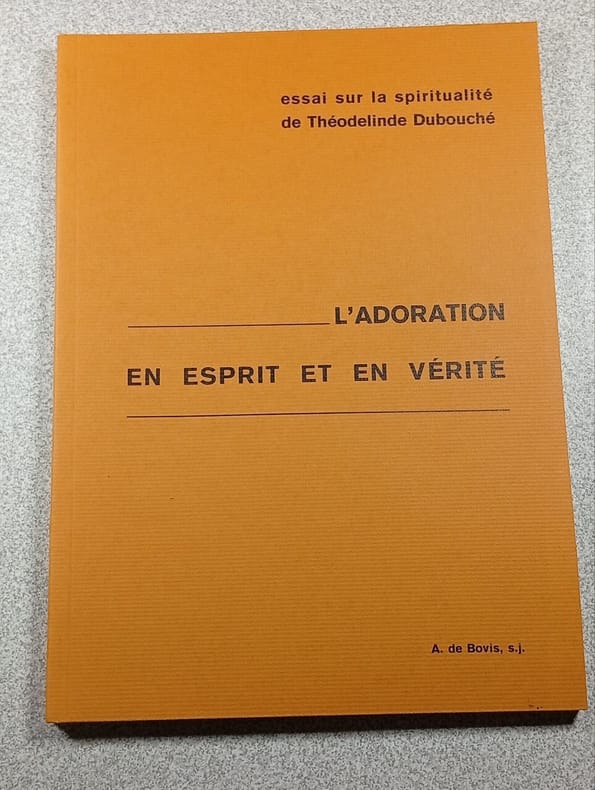 essai sur la spiritualité
de Théodelinde Dubouché
L'ADORATION
EN ESPRIT ET EN VÉRITÉ
A. de Bovis, s.j.